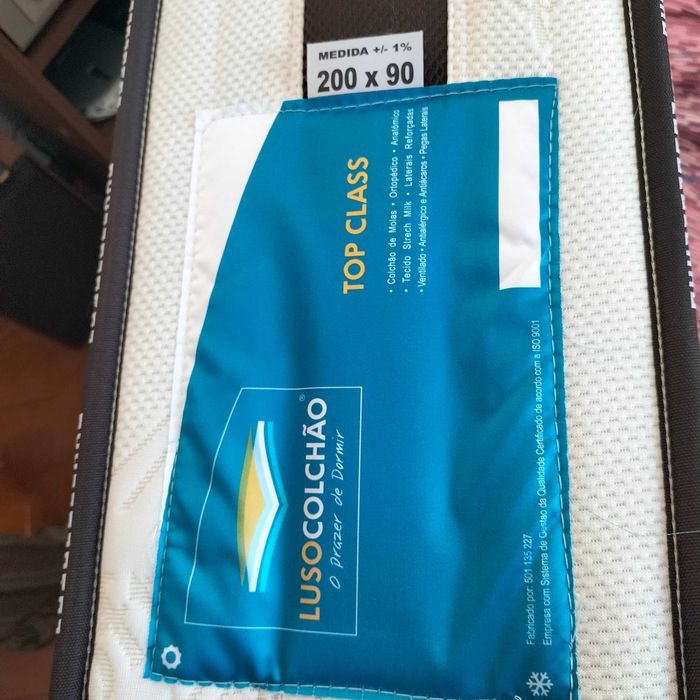 MEDIDA +/- 1%
200 x 90
TOP CLASS
• Colchão de Molas • Ortopédico • Anatómico
• Tecido Strech Milk • Laterais Reforçadas
• Ventilado • Antialérgico e Antiácaros • Pegas Laterais
LUSOCOLCHÃO®
O Prazer de Dormir
Fabricado por: 501 135 227
Empresa com Sistema de Gestão da Qualidade Certificado de acordo com a ISO 9001